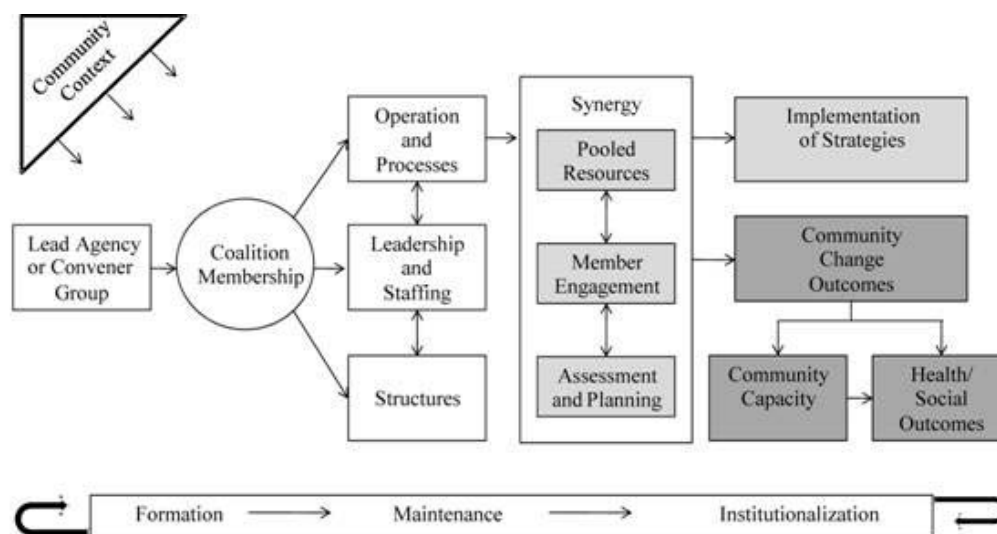 Community
Context
Lead Agency
or Convener
Group
Coalition
Membership
Operation
and
Processes
Leadership
and
Staffing
Structures
Synergy
Pooled
Resources
Member
Engagement
Assessment
and Planning
Implementation
of Strategies
Community
Change
Outcomes
Community
Capacity
Health/
Social
Outcomes
Formation
Maintenance
Institutionalization